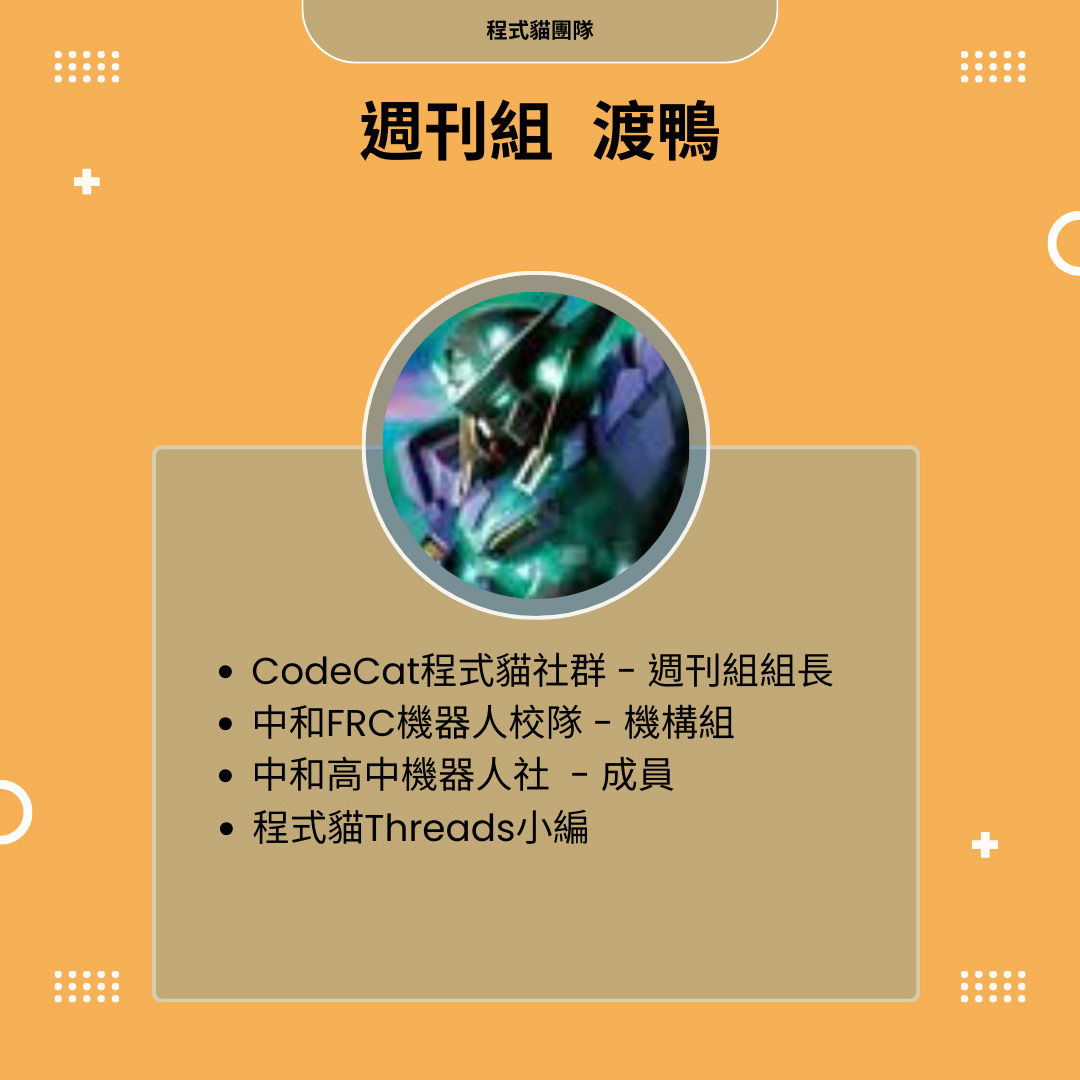 程式貓團隊
週刊組 渡鴨
CodeCat程式貓社群 - 週刊組組長
中和FRC機器人校隊 - 機構組
中和高中機器人社 - 成員
程式貓Threads小編